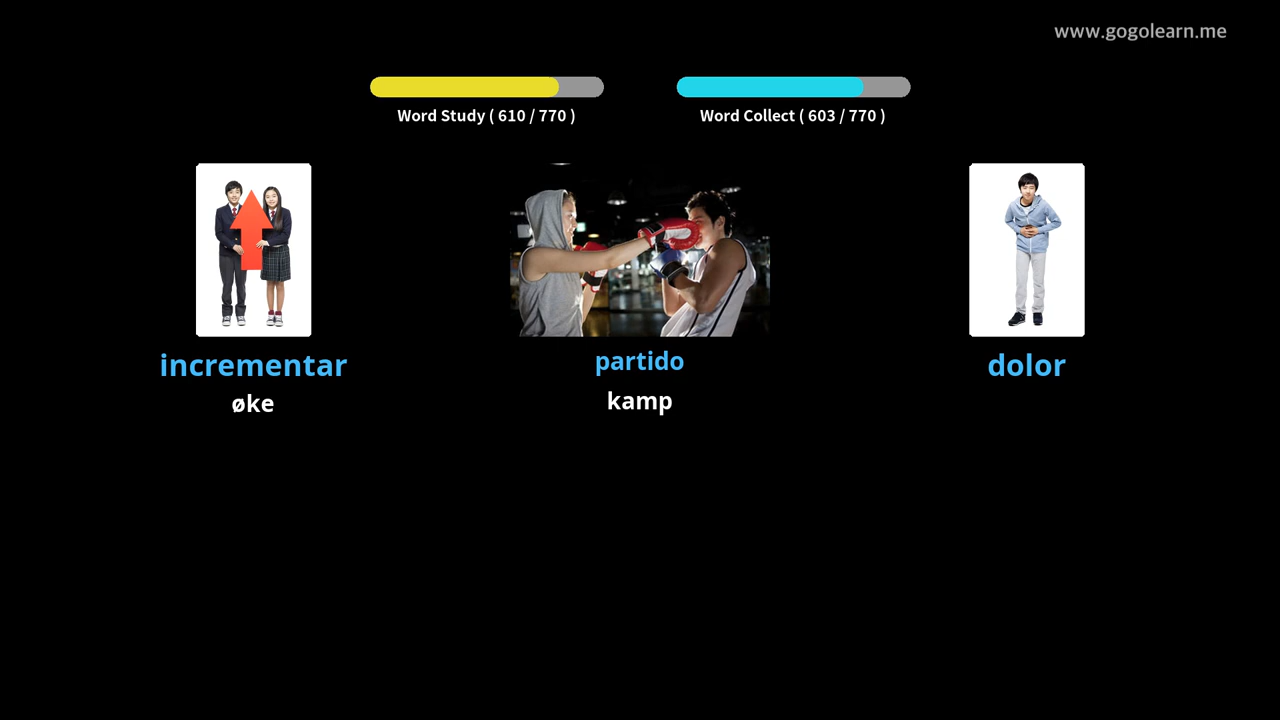 www.gogolearn.me
Word Study ( 610 / 770 )
Word Collect ( 603 / 770 )
incrementar
øke
partido
kamp
dolor